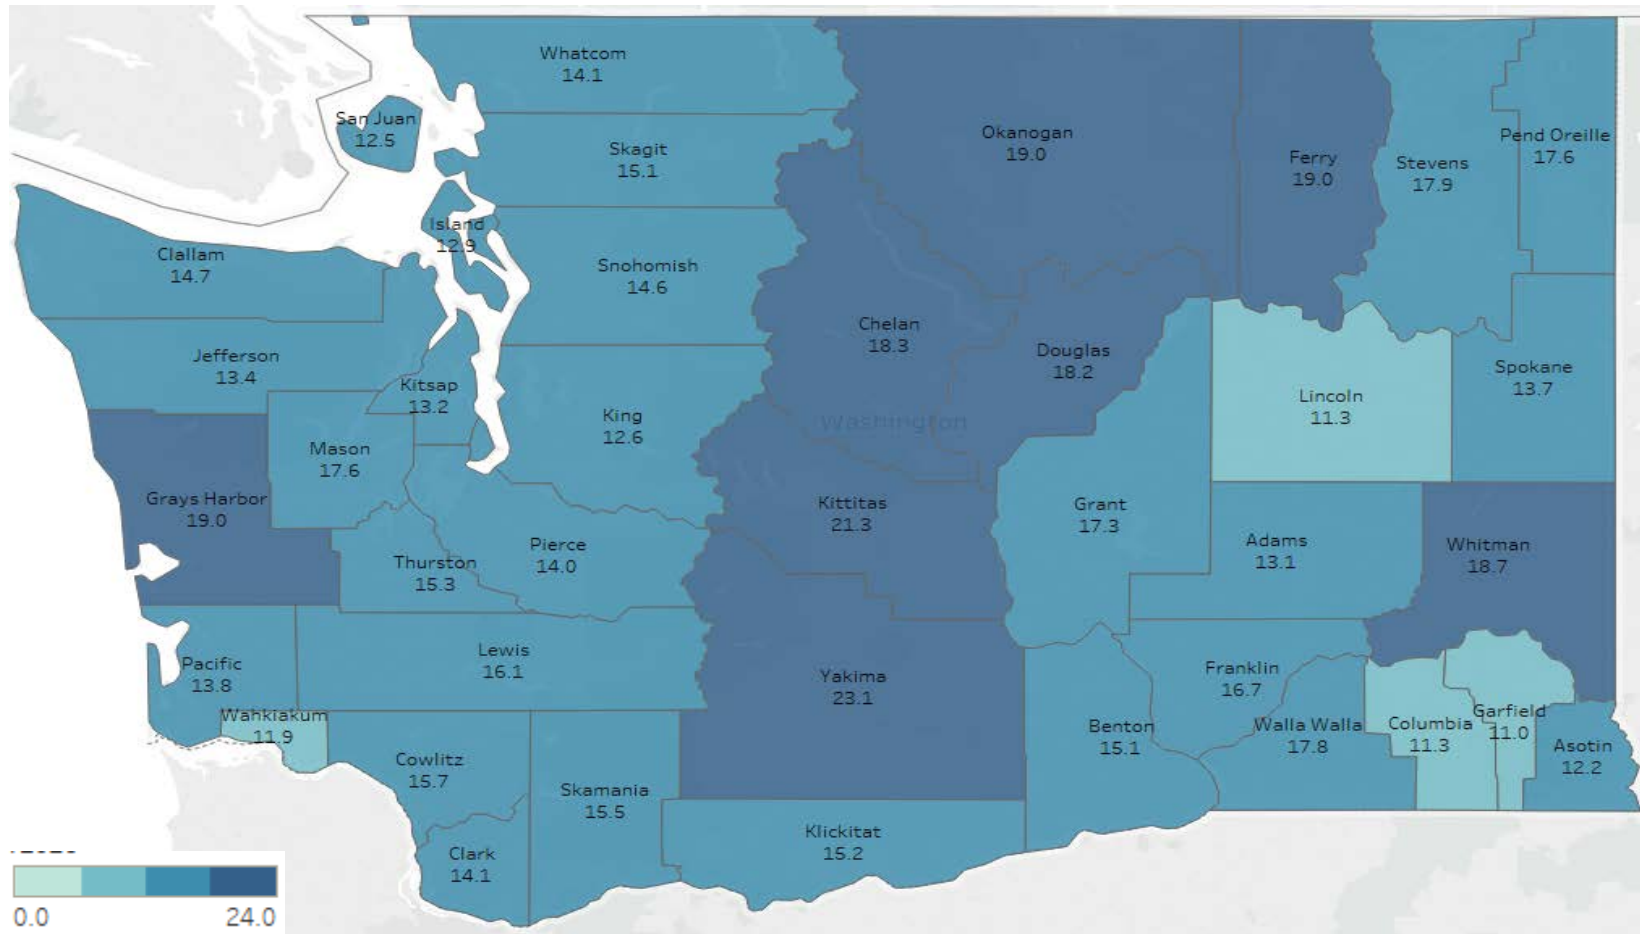 Whatcom
14.1
San Juan
12.5
Skagit
15.1
Okanogan
19.0
Ferry
19.0
Stevens
17.9
Pend Oreille
17.6
Island
12.9
Clallam
14.7
Snohomish
14.6
Chelan
18.3
Douglas
18.2
Jefferson
13.4
Kitsap
13.2
King
12.6
Washington
Lincoln
11.3
Spokane
13.7
Mason
17.6
Grays Harbor
19.0
Kittitas
21.3
Grant
17.3
Adams
13.1
Whitman
18.7
Thurston
15.3
Pierce
14.0
Pacific
13.8
Lewis
16.1
Yakima
23.1
Franklin
16.7
Wahkiakum
11.9
Benton
15.1
Walla Walla
17.8
Columbia
11.3
Garfield
11.0
Asotin
12.2
Cowlitz
15.7
Skamania
15.5
Klickitat
15.2
Clark
14.1
0.0 24.0